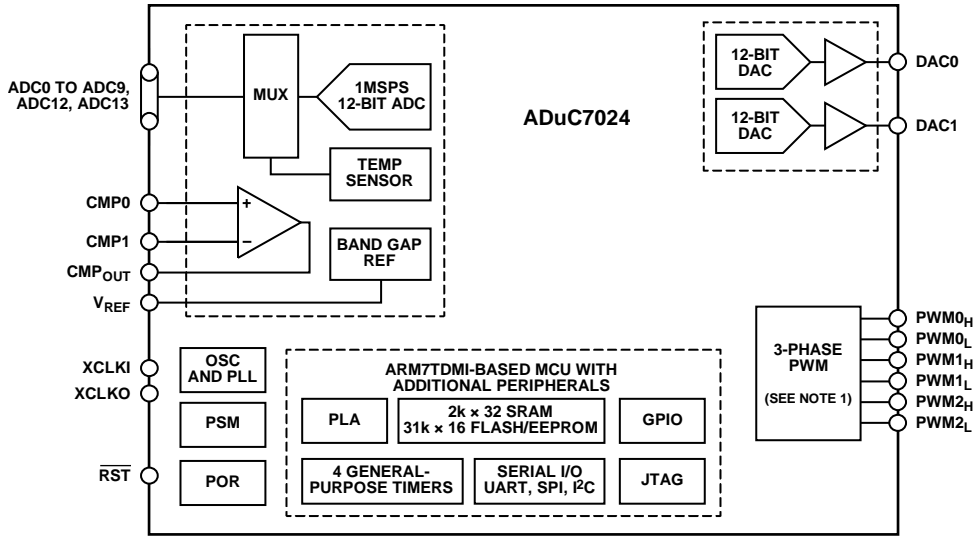 ADC0 TO ADC9,
ADC12, ADC13
MUX
1MSPS
12-BIT ADC
TEMP
SENSOR
CMP0
+
CMP1
−
CMPOUT
VREF
BAND GAP
REF
ADuC7024
12-BIT
DAC
DAC0
12-BIT
DAC
DAC1
XCLKI
XCLKO
OSC
AND PLL
PSM
RST
POR
ARM7TDMI-BASED MCU WITH
ADDITIONAL PERIPHERALS
PLA
2k × 32 SRAM
31k × 16 FLASH/EEPROM
GPIO
4 GENERAL-
PURPOSE TIMERS
SERIAL I/O
UART, SPI, I²C
JTAG
3-PHASE
PWM
(SEE NOTE 1)
PWM0H
PWM0L
PWM1H
PWM1L
PWM2H
PWM2L